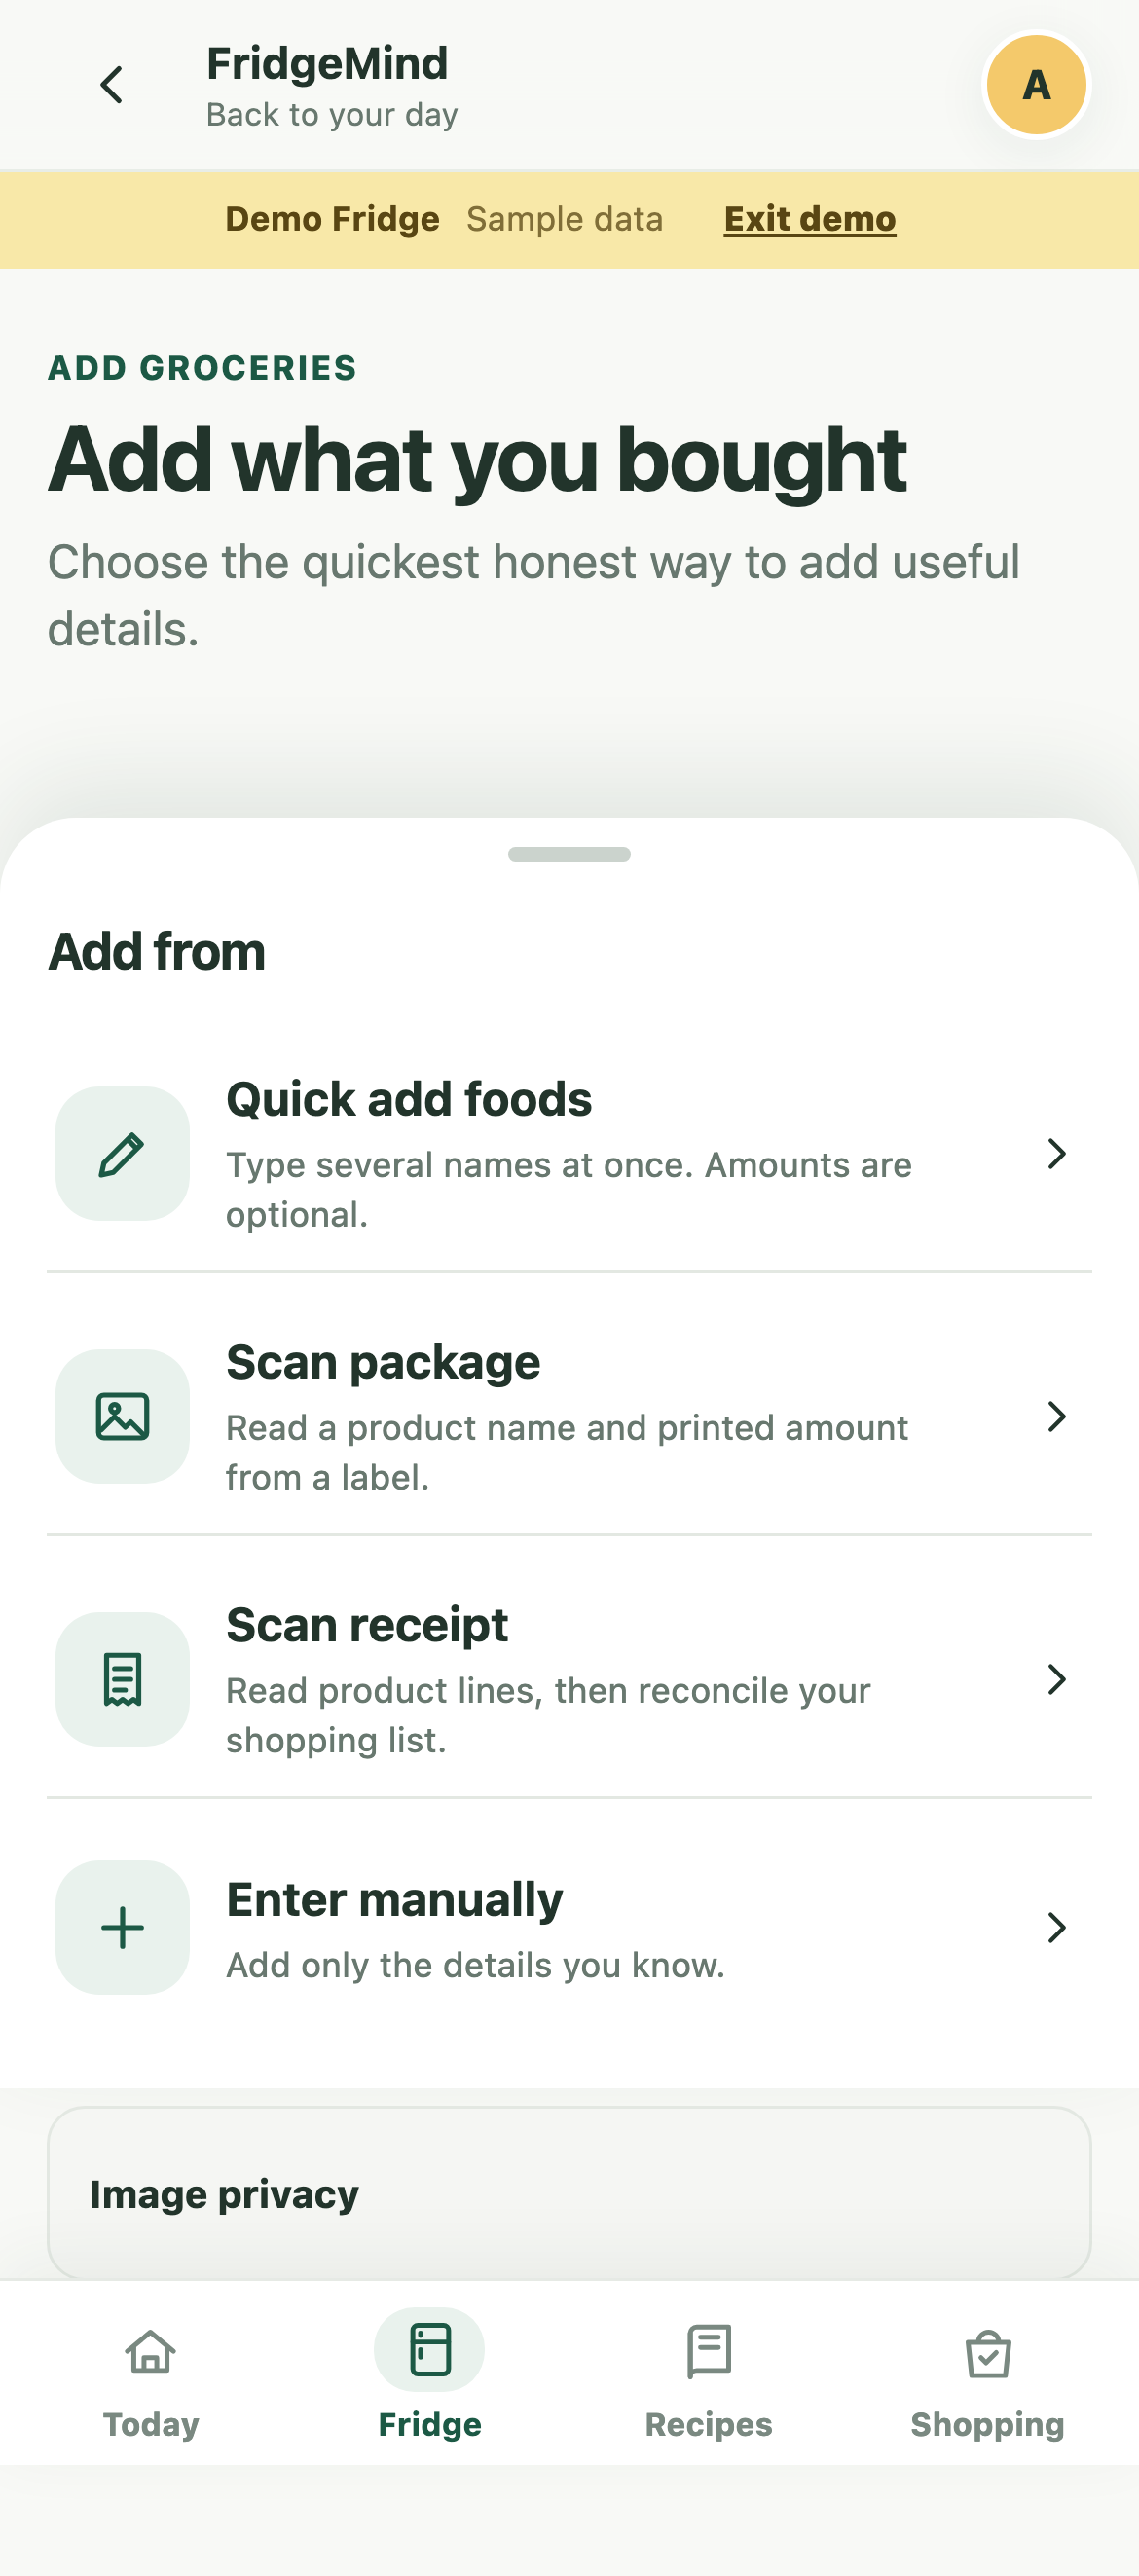 FridgeMind
Back to your day
A
Demo Fridge Sample data Exit demo
ADD GROCERIES
Add what you bought
Choose the quickest honest way to add useful
details.
Add from
Quick add foods
Type several names at once. Amounts are
optional.
Scan package
Read a product name and printed amount
from a label.
Scan receipt
Read product lines, then reconcile your
shopping list.
Enter manually
Add only the details you know.
Image privacy
Today Fridge Recipes Shopping